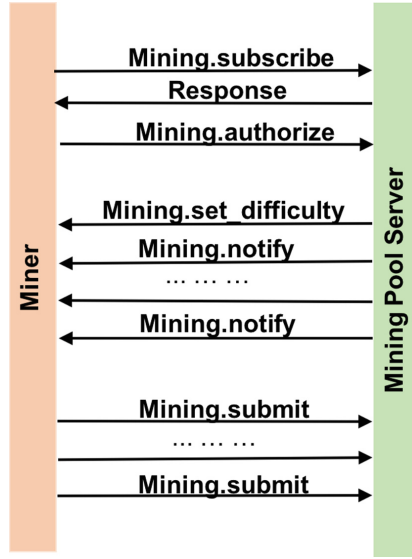 Mining.subscribe
Response
Mining.authorize
Mining.set_difficulty
Mining.notify
... ... ...
Mining.notify
Mining.submit
... ... ...
Mining.submit
Miner
Mining Pool Server